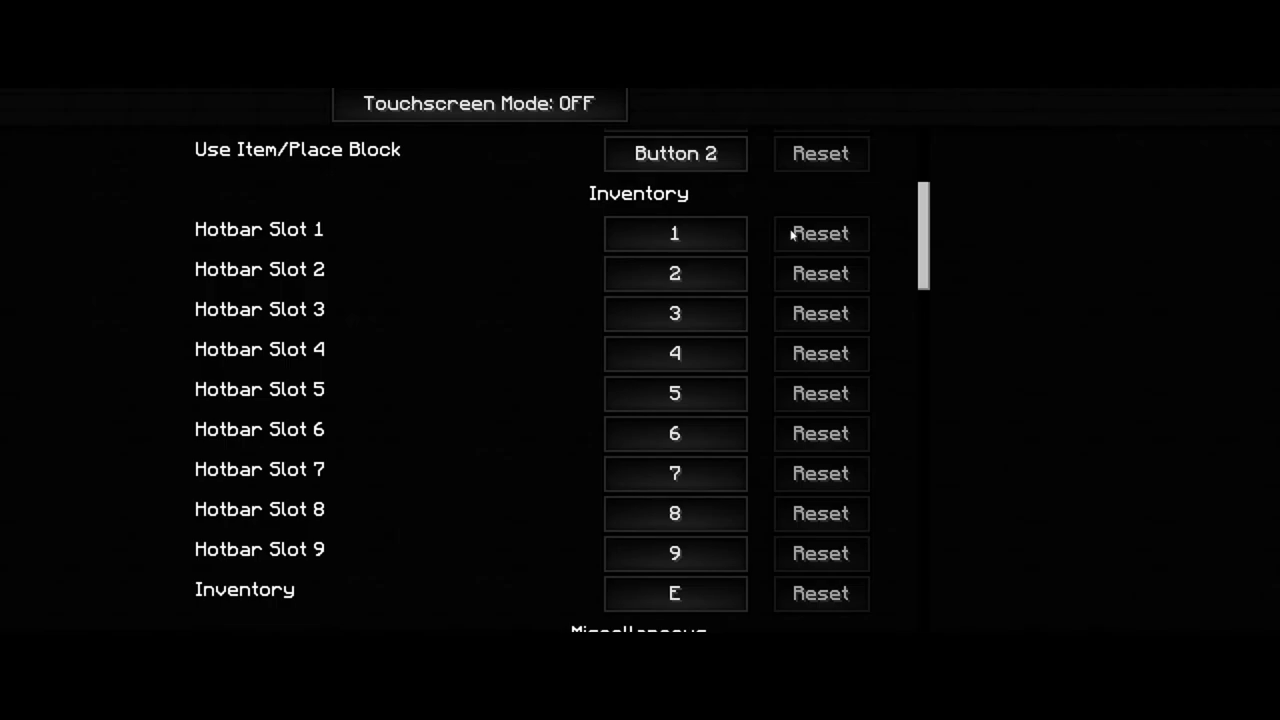 Touchscreen Mode: OFF
Use Item/Place Block Button 2 Reset
Inventory
Hotbar Slot 1 1 Reset
Hotbar Slot 2 2 Reset
Hotbar Slot 3 3 Reset
Hotbar Slot 4 4 Reset
Hotbar Slot 5 5 Reset
Hotbar Slot 6 6 Reset
Hotbar Slot 7 7 Reset
Hotbar Slot 8 8 Reset
Hotbar Slot 9 9 Reset
Inventory E Reset
Miscellaneous